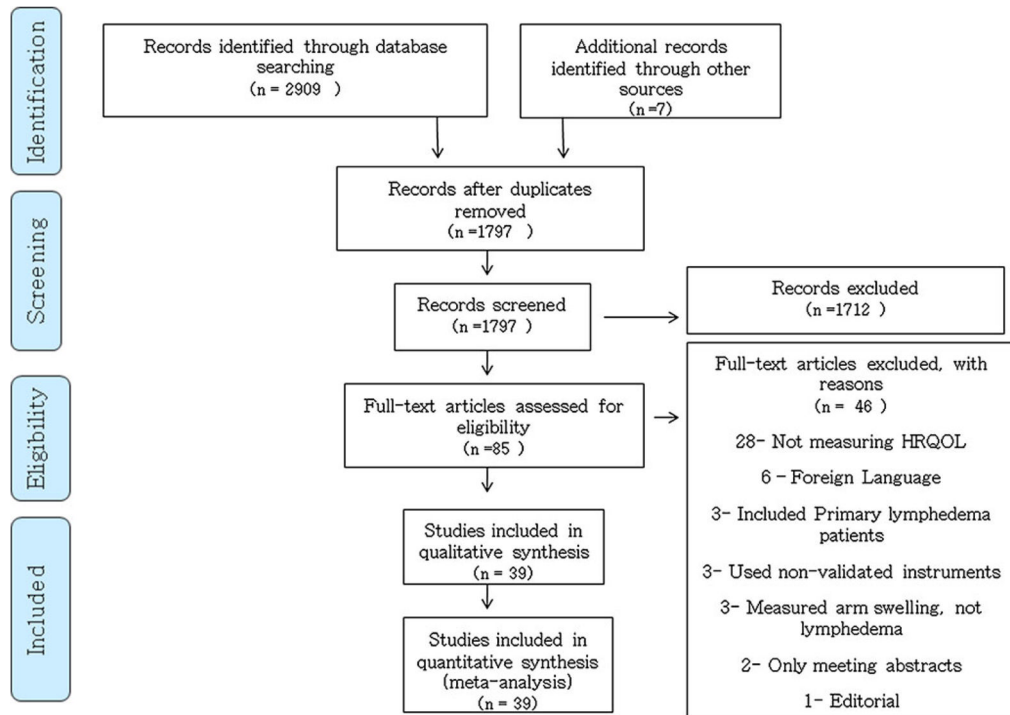 Identification
Records identified through database
searching
(n = 2909 )
Additional records
identified through other
sources
(n =7)
Screening
Records after duplicates
removed
(n =1797 )
Records screened
(n =1797 )
Records excluded
(n =1712 )
Eligibility
Full-text articles assessed for
eligibility
(n =85 )
Full-text articles excluded, with
reasons
(n = 46 )
28- Not measuring HRQOL
6 – Foreign Language
3- Included Primary lymphedema
patients
3- Used non-validated instruments
3- Measured arm swelling, not
lymphedema
2- Only meeting abstracts
1- Editorial
Included
Studies included in
qualitative synthesis
(n = 39)
Studies included in
quantitative synthesis
(meta-analysis)
(n = 39)